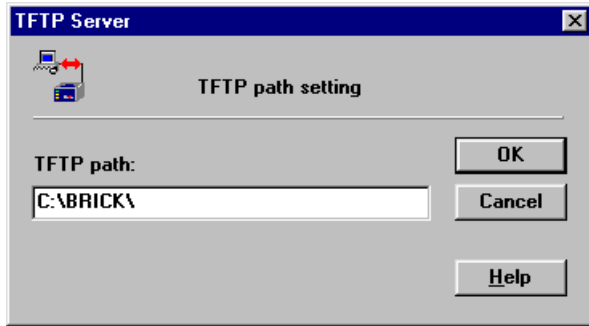 TFTP Server
TFTP path setting
TFTP path:
OK
C:\BRICK\
Cancel
Help